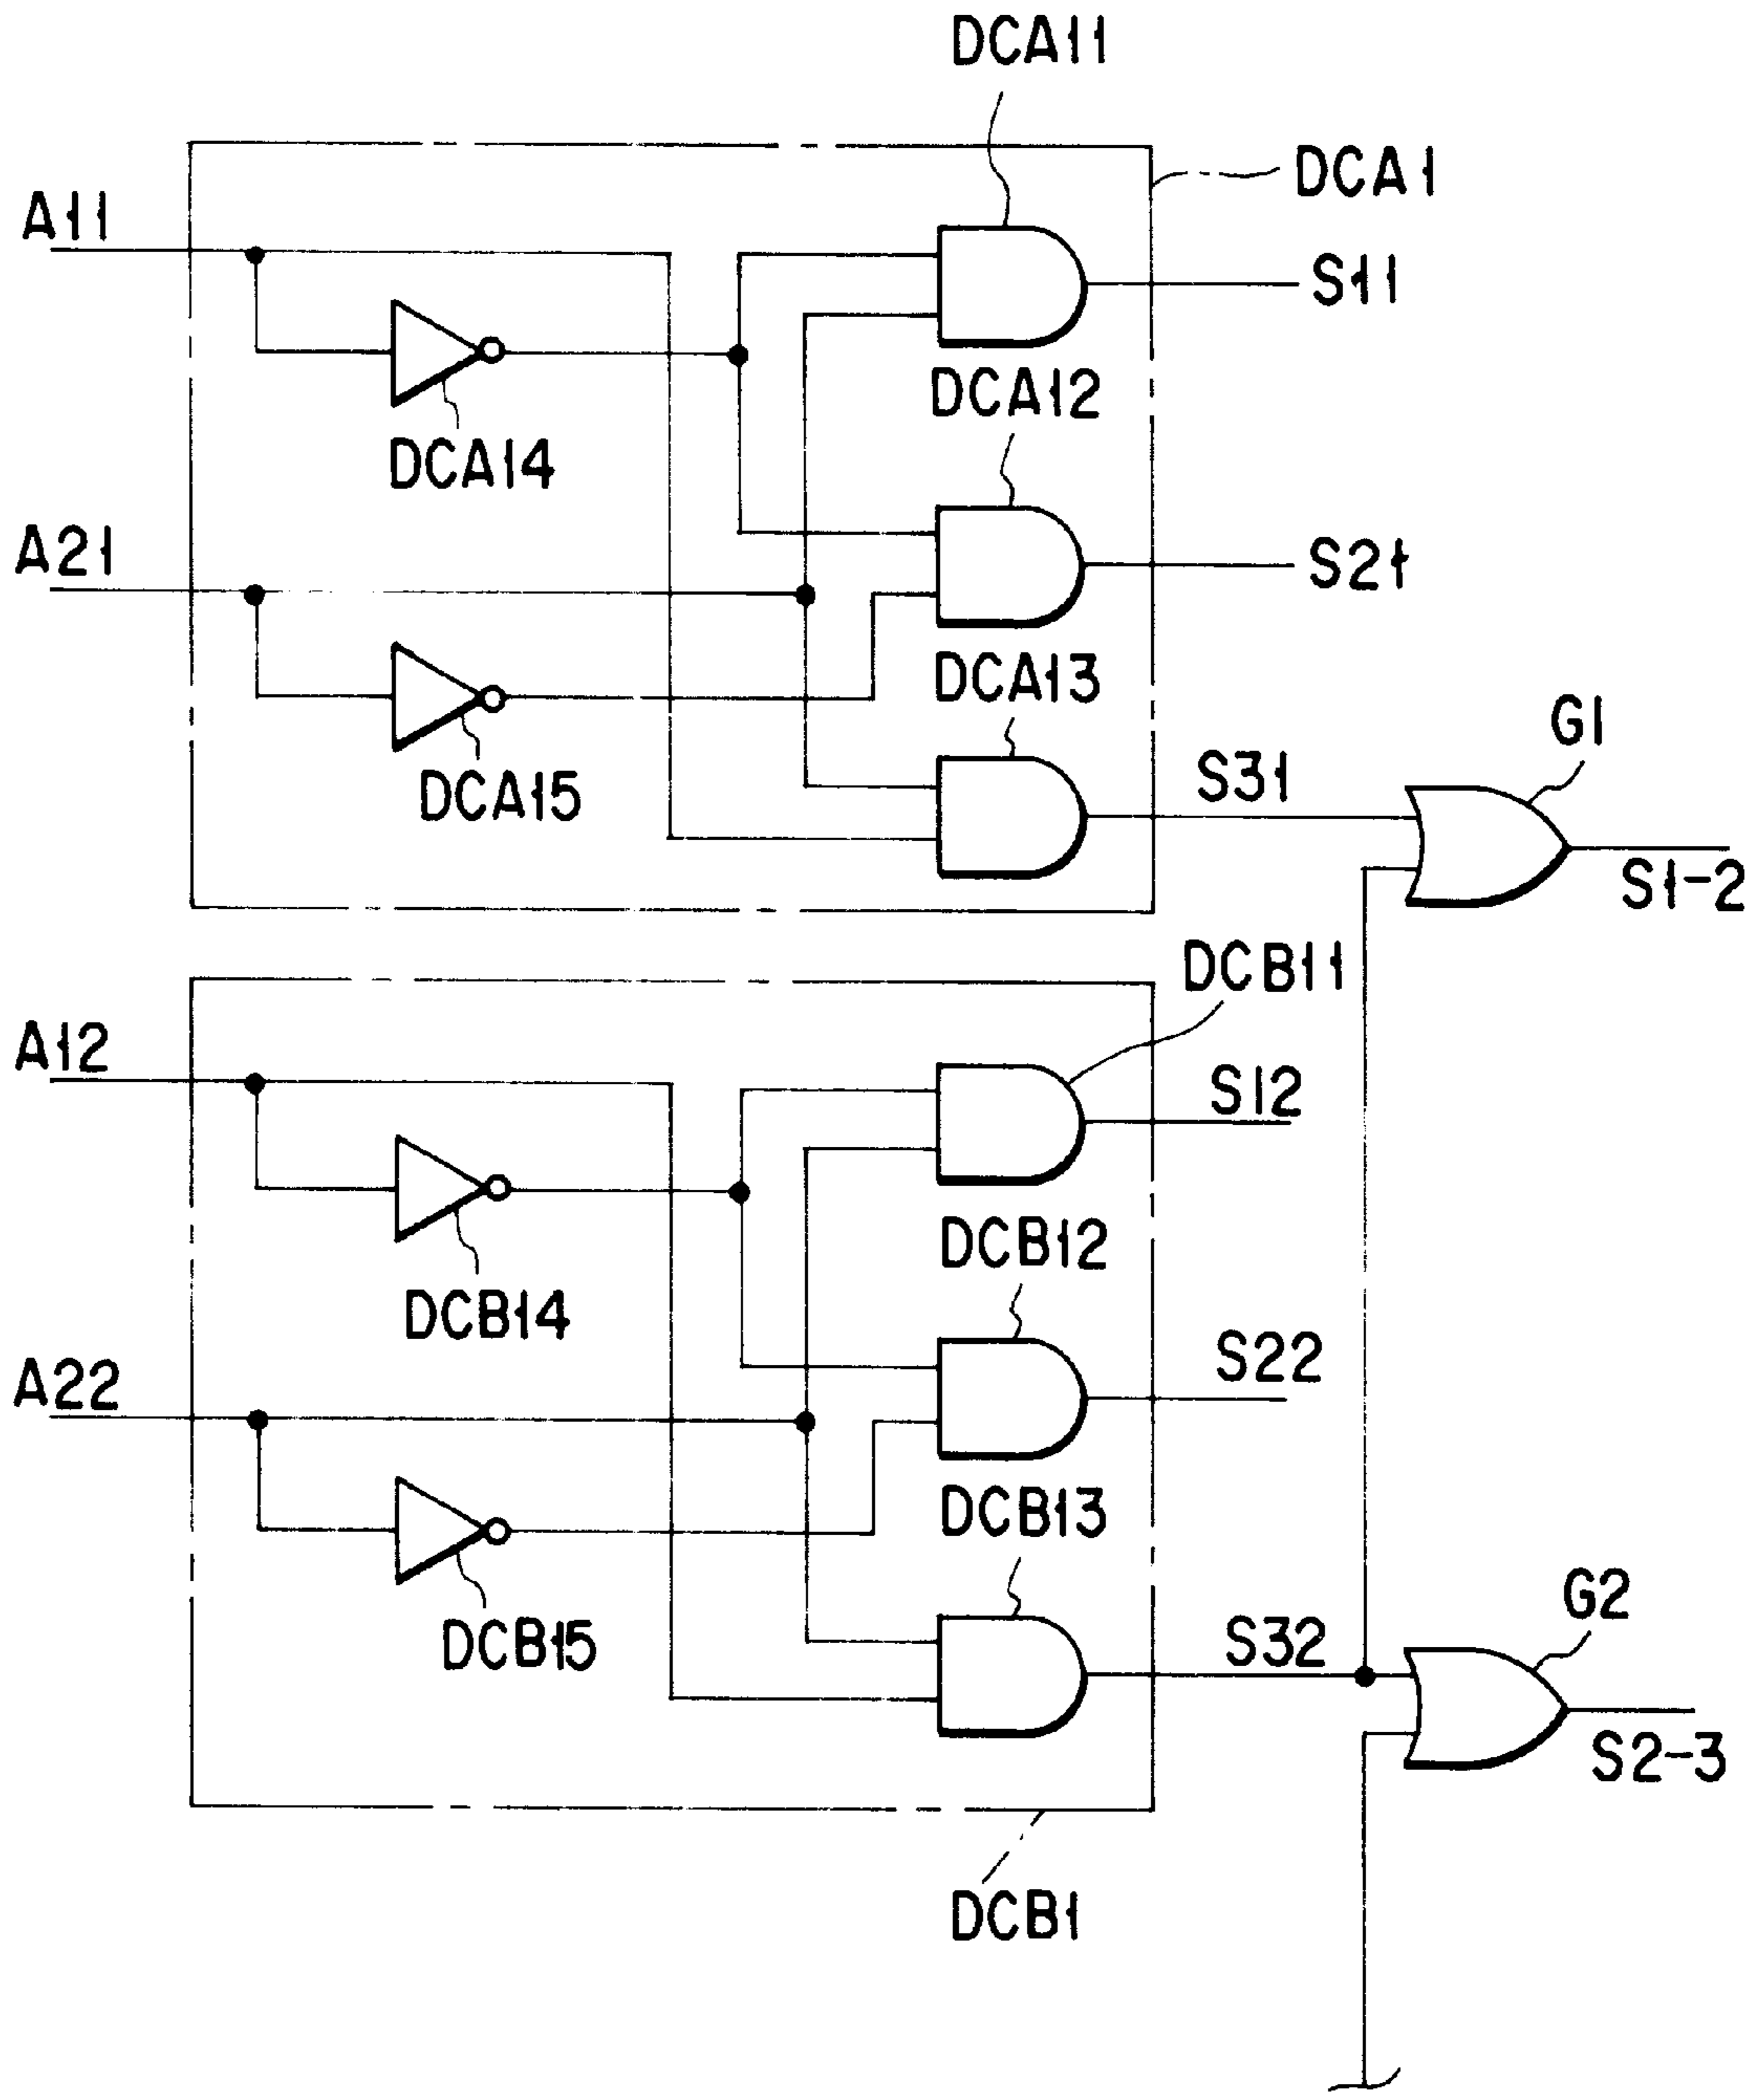 DCA11
DCA1
A11
S11
DCA12
DCA14
A21
S21
DCA13
DCA15
S31
G1
S1-2
DCB11
A12
S12
DCB12
DCB14
A22
S22
DCB13
DCB15
S32
G2
S2-3
DCB1